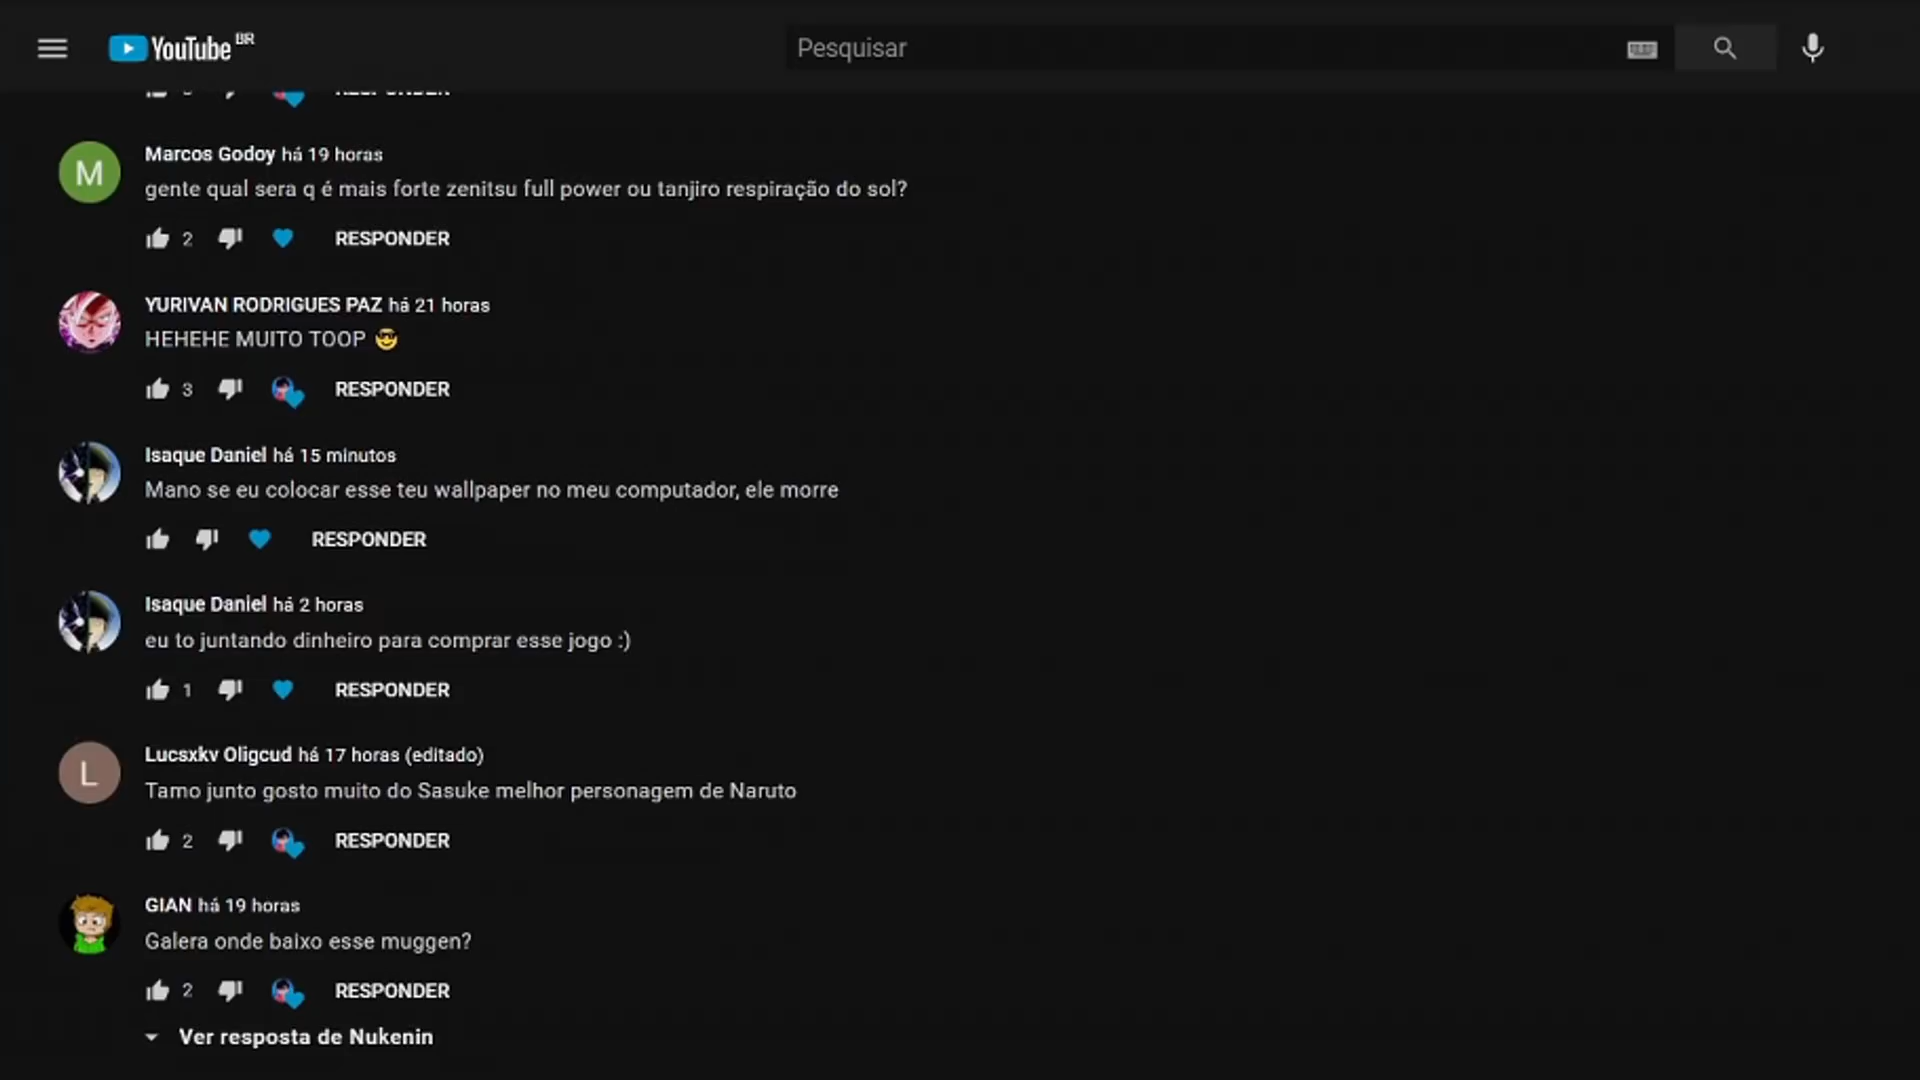 YouTube BR
Pesquisar
RESPONDER
Marcos Godoy há 19 horas
gente qual sera q é mais forte zenitsu full power ou tanjiro respiração do sol?
2 RESPONDER
YURIVAN RODRIGUES PAZ há 21 horas
HEHEHE MUITO TOOP 😎
3 RESPONDER
Isaque Daniel há 15 minutos
Mano se eu colocar esse teu wallpaper no meu computador, ele morre
RESPONDER
Isaque Daniel há 2 horas
eu to juntando dinheiro para comprar esse jogo :)
1 RESPONDER
L
Lucsxkv Oligcud há 17 horas (editado)
Tamo junto gosto muito do Sasuke melhor personagem de Naruto
2 RESPONDER
GIAN há 19 horas
Galera onde baixo esse muggen?
2 RESPONDER
Ver resposta de Nukenin